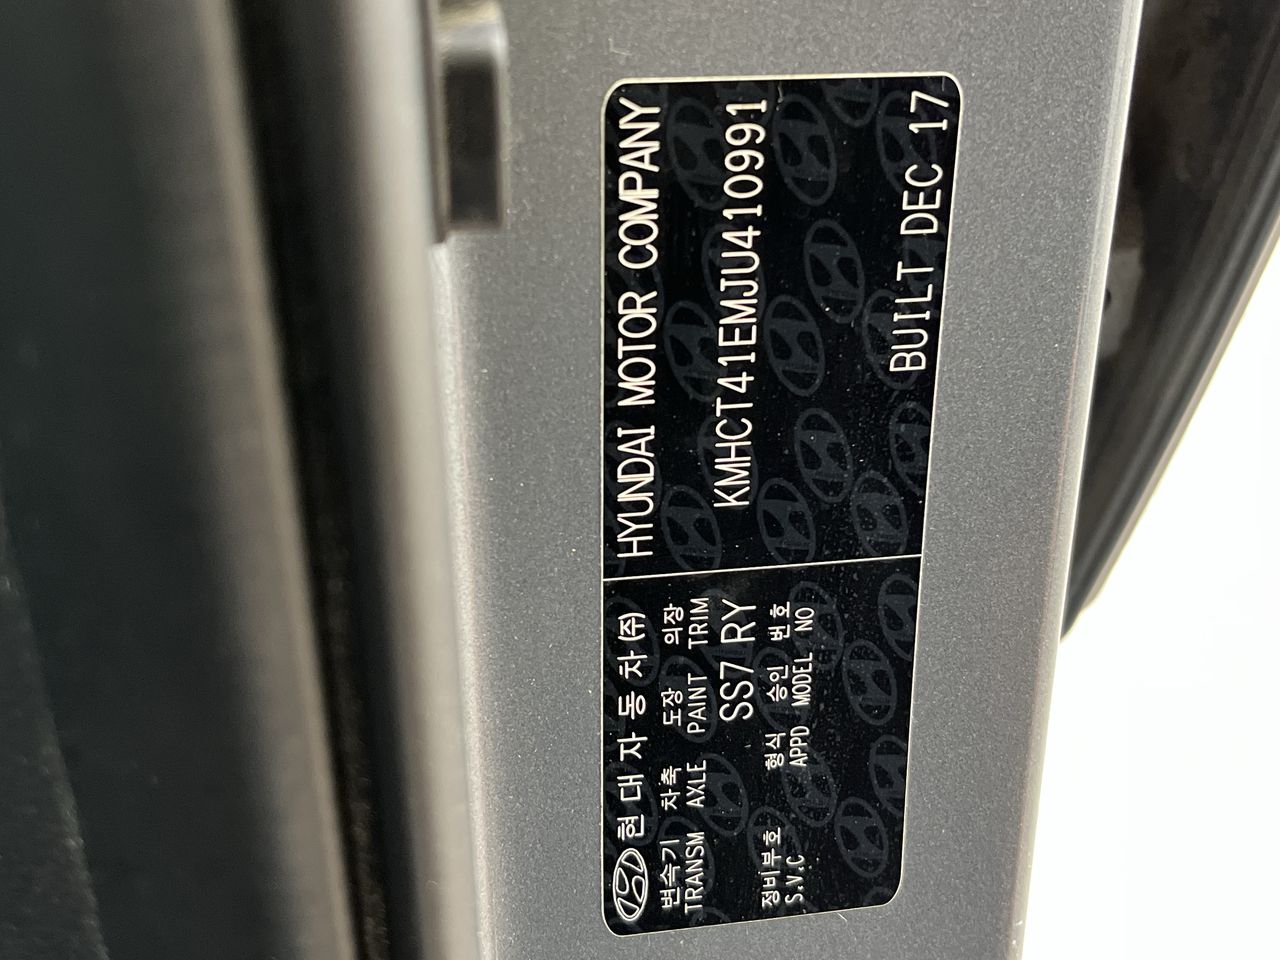 현대자동차(주)
변속기 차축 도장 의장
TRANSM AXLE PAINT TRIM
SS7 RY
정비부호 형식 승인 번호
S.V.C APPD MODEL NO
HYUNDAI MOTOR COMPANY
KMHCT41EMJU410991
BUILT DEC 17